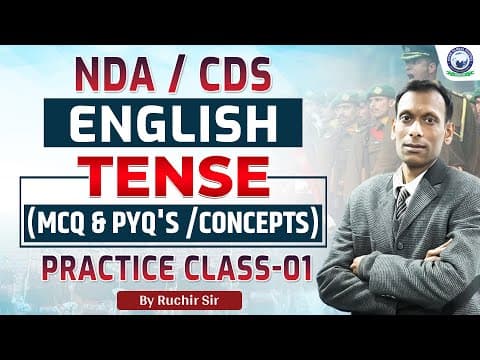 NDA / CDS
ENGLISH
TENSE
(MCQ & PYQ'S /CONCEPTS)
PRACTICE CLASS-01
By Ruchir Sir